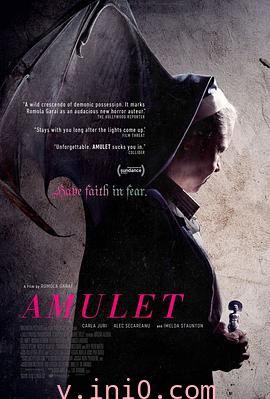 "A wild crescendo of demonic possession. It marks
Romola Garai as an exciting new horror auteur."
THE HOLLYWOOD REPORTER
"Stays with you long after the lights come up."
FILM THREAT
"Unforgettable. AMULET sucks you in."
COLLIDER
sundance
Have faith in fear.
A FILM BY ROMOLA GARAI
AMULET
CARLA JURI ALEC SECAREANU AND IMELDA STAUNTON
v.ini0.com